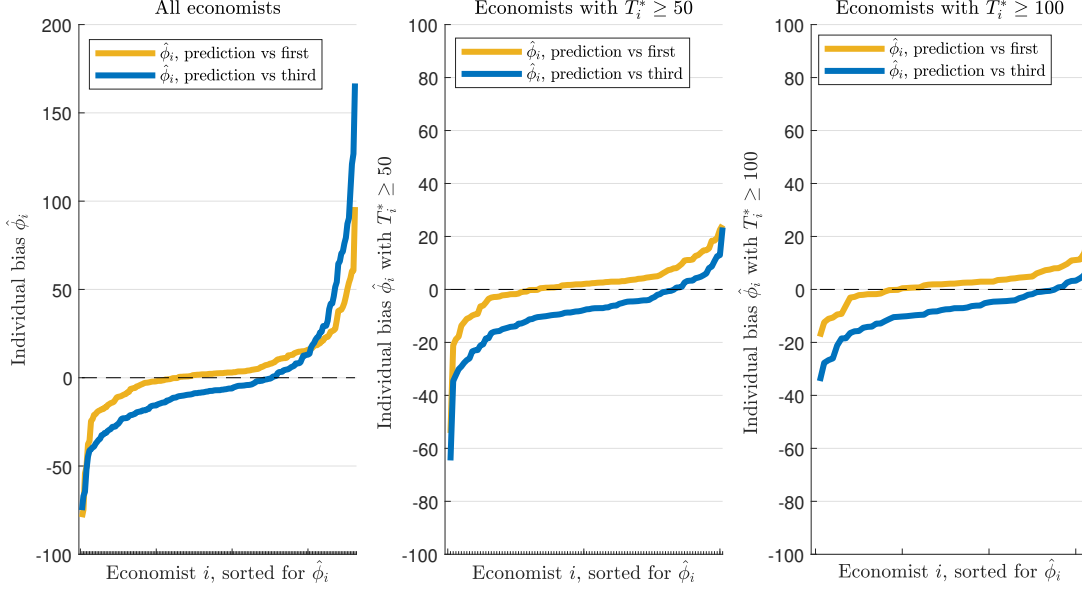 All economists
200
150
100
50
0
-50
-100
Individual bias $\hat{\phi}_i$
$\hat{\phi}_i$, prediction vs first
$\hat{\phi}_i$, prediction vs third
Economist $i$, sorted for $\hat{\phi}_i$
Economists with $T_i^* \geq 50$
100
80
60
40
20
0
-20
-40
-60
-80
-100
Individual bias $\hat{\phi}_i$ with $T_i^* \geq 50$
$\hat{\phi}_i$, prediction vs first
$\hat{\phi}_i$, prediction vs third
Economist $i$, sorted for $\hat{\phi}_i$
Economists with $T_i^* \geq 100$
100
80
60
40
20
0
-20
-40
-60
-80
-100
Individual bias $\hat{\phi}_i$ with $T_i^* \geq 100$
$\hat{\phi}_i$, prediction vs first
$\hat{\phi}_i$, prediction vs third
Economist $i$, sorted for $\hat{\phi}_i$